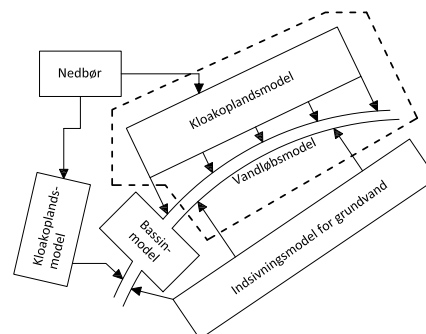 Nedbør
Kloakoplandsmodel
Vandløbsmodel
Kloakoplands-
model
Bassin-
model
Indsivningsmodel for grundvand